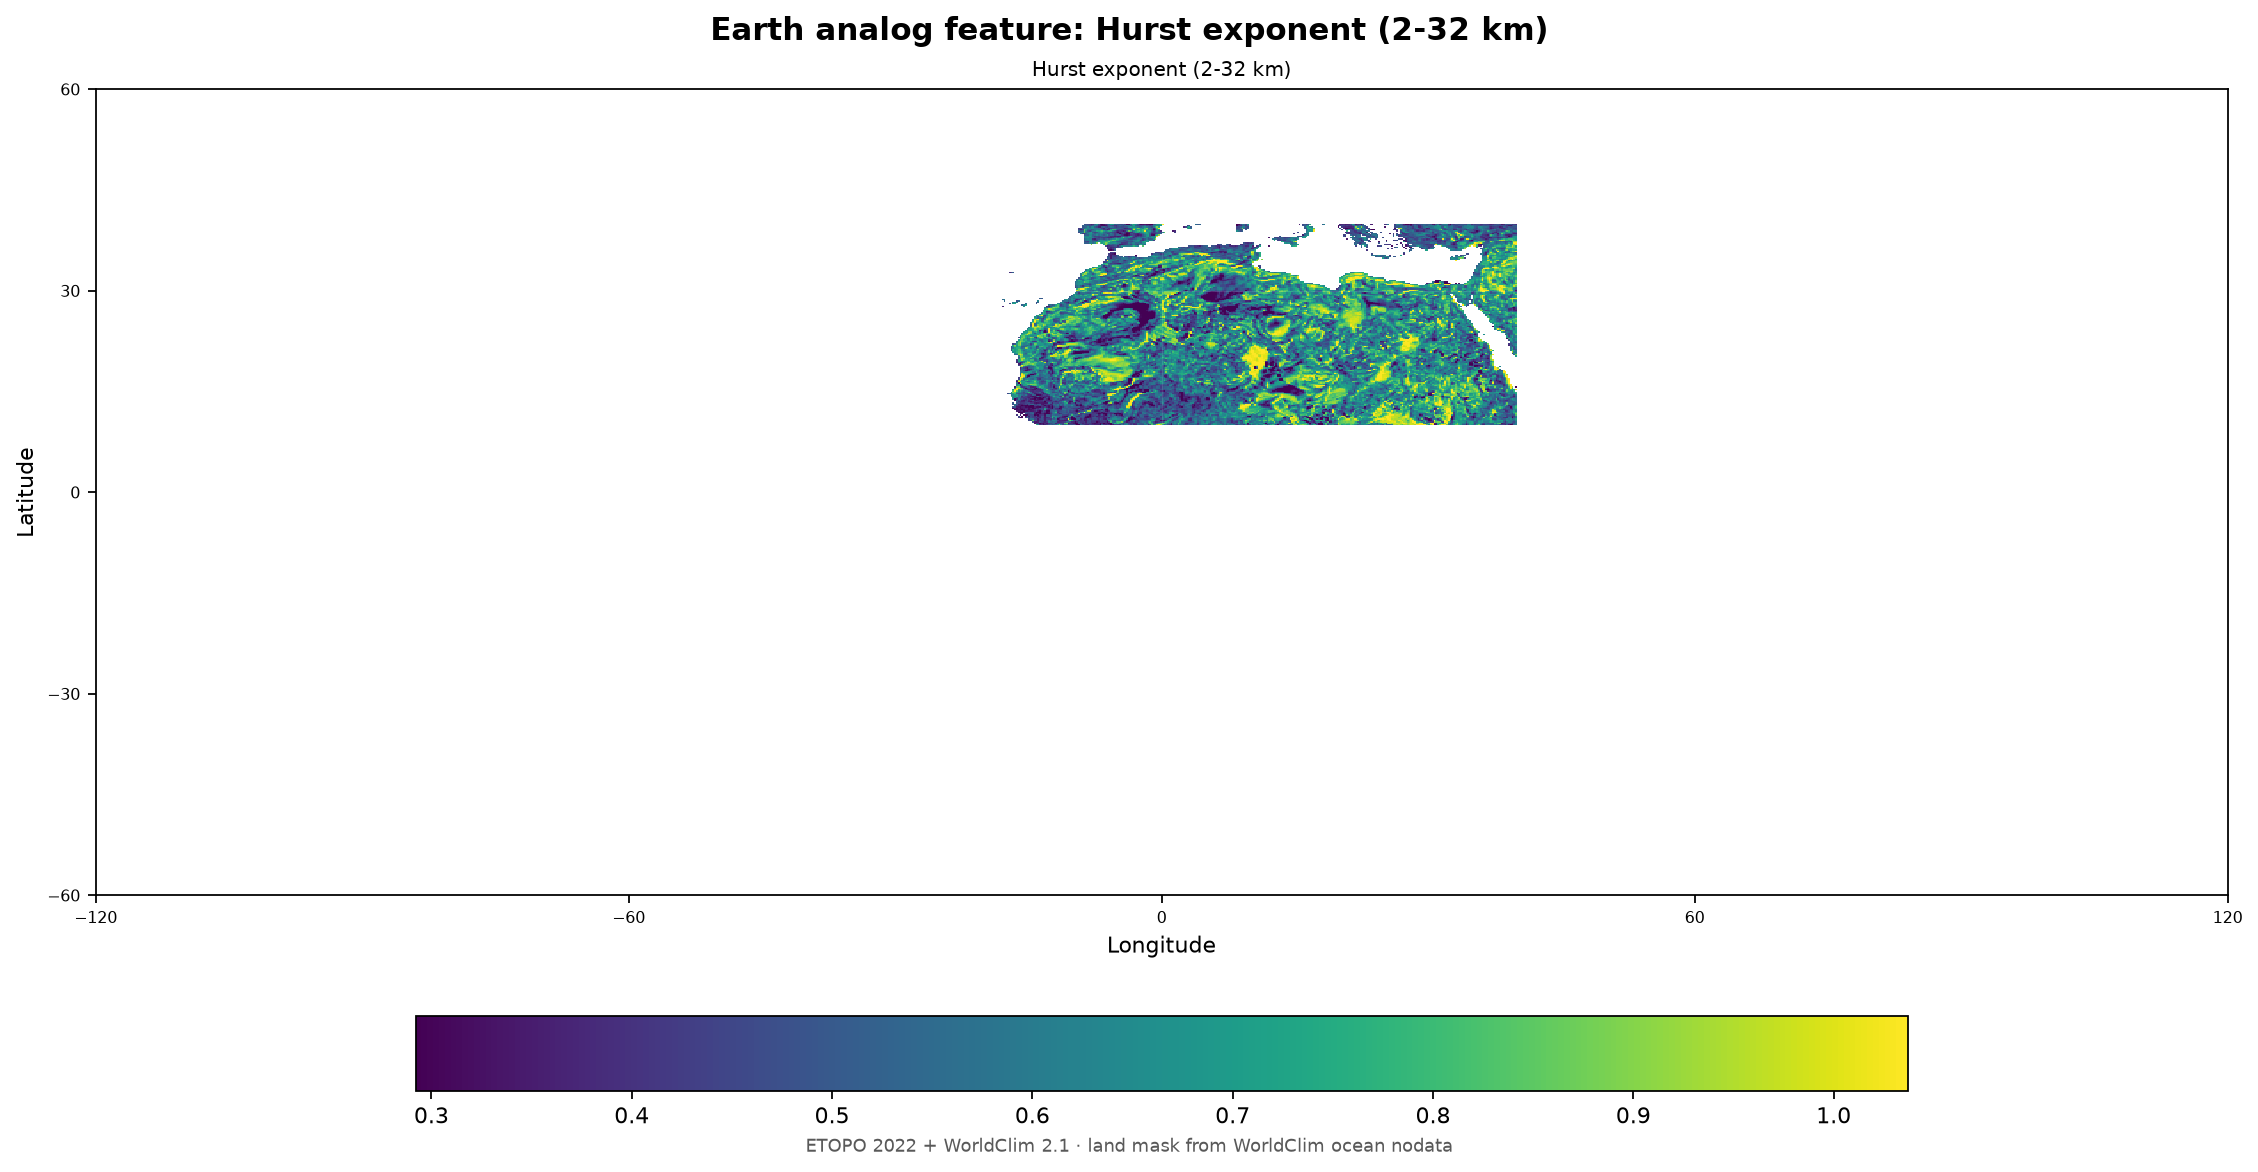 Earth analog feature: Hurst exponent (2-32 km)
Hurst exponent (2-32 km)
60
30
0
−30
−60
Latitude
−120 −60 0 60 120
Longitude
0.3 0.4 0.5 0.6 0.7 0.8 0.9 1.0
ETOPO 2022 + WorldClim 2.1 · land mask from WorldClim ocean nodata